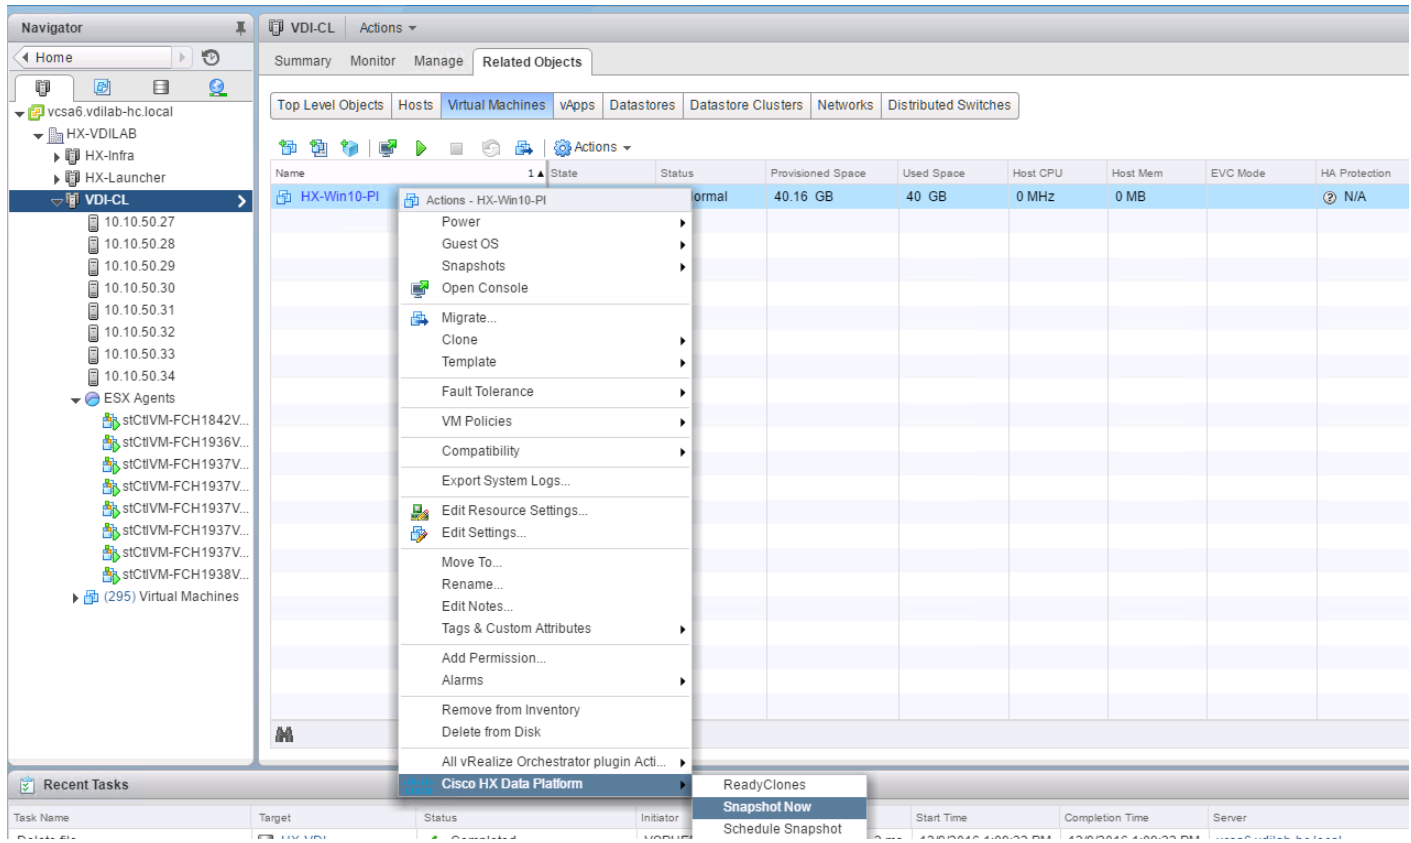 Navigator
VDI-CL Actions
Home
Summary Monitor Manage Related Objects
Top Level Objects Hosts Virtual Machines vApps Datastores Datastore Clusters Networks Distributed Switches
Actions
vcsa6.vdilab-hc.local
HX-VDILAB
HX-Infra
HX-Launcher
VDI-CL
10.10.50.27
10.10.50.28
10.10.50.29
10.10.50.30
10.10.50.31
10.10.50.32
10.10.50.33
10.10.50.34
ESX Agents
stCtlVM-FCH1842V...
stCtlVM-FCH1936V...
stCtlVM-FCH1937V...
stCtlVM-FCH1937V...
stCtlVM-FCH1937V...
stCtlVM-FCH1937V...
stCtlVM-FCH1937V...
stCtlVM-FCH1938V...
(295) Virtual Machines
Name 1 State Status Provisioned Space Used Space Host CPU Host Mem EVC Mode HA Protection
HX-Win10-PI ormal 40.16 GB 40 GB 0 MHz 0 MB N/A
Actions - HX-Win10-PI
Power
Guest OS
Snapshots
Open Console
Migrate...
Clone
Template
Fault Tolerance
VM Policies
Compatibility
Export System Logs...
Edit Resource Settings...
Edit Settings...
Move To...
Rename...
Edit Notes...
Tags & Custom Attributes
Add Permission...
Alarms
Remove from Inventory
Delete from Disk
All vRealize Orchestrator plugin Acti...
Cisco HX Data Platform
ReadyClones
Snapshot Now
Schedule Snapshot
Recent Tasks
Task Name Target Status Initiator Start Time Completion Time Server
Delete file HX-VDI Completed